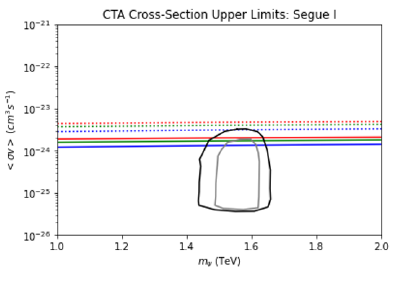 CTA Cross-Section Upper Limits: Segue I
10⁻²¹
10⁻²²
10⁻²³
10⁻²⁴
10⁻²⁵
10⁻²⁶
< σv > (cm³s⁻¹)
1.0 1.2 1.4 1.6 1.8 2.0
mᵩ (TeV)